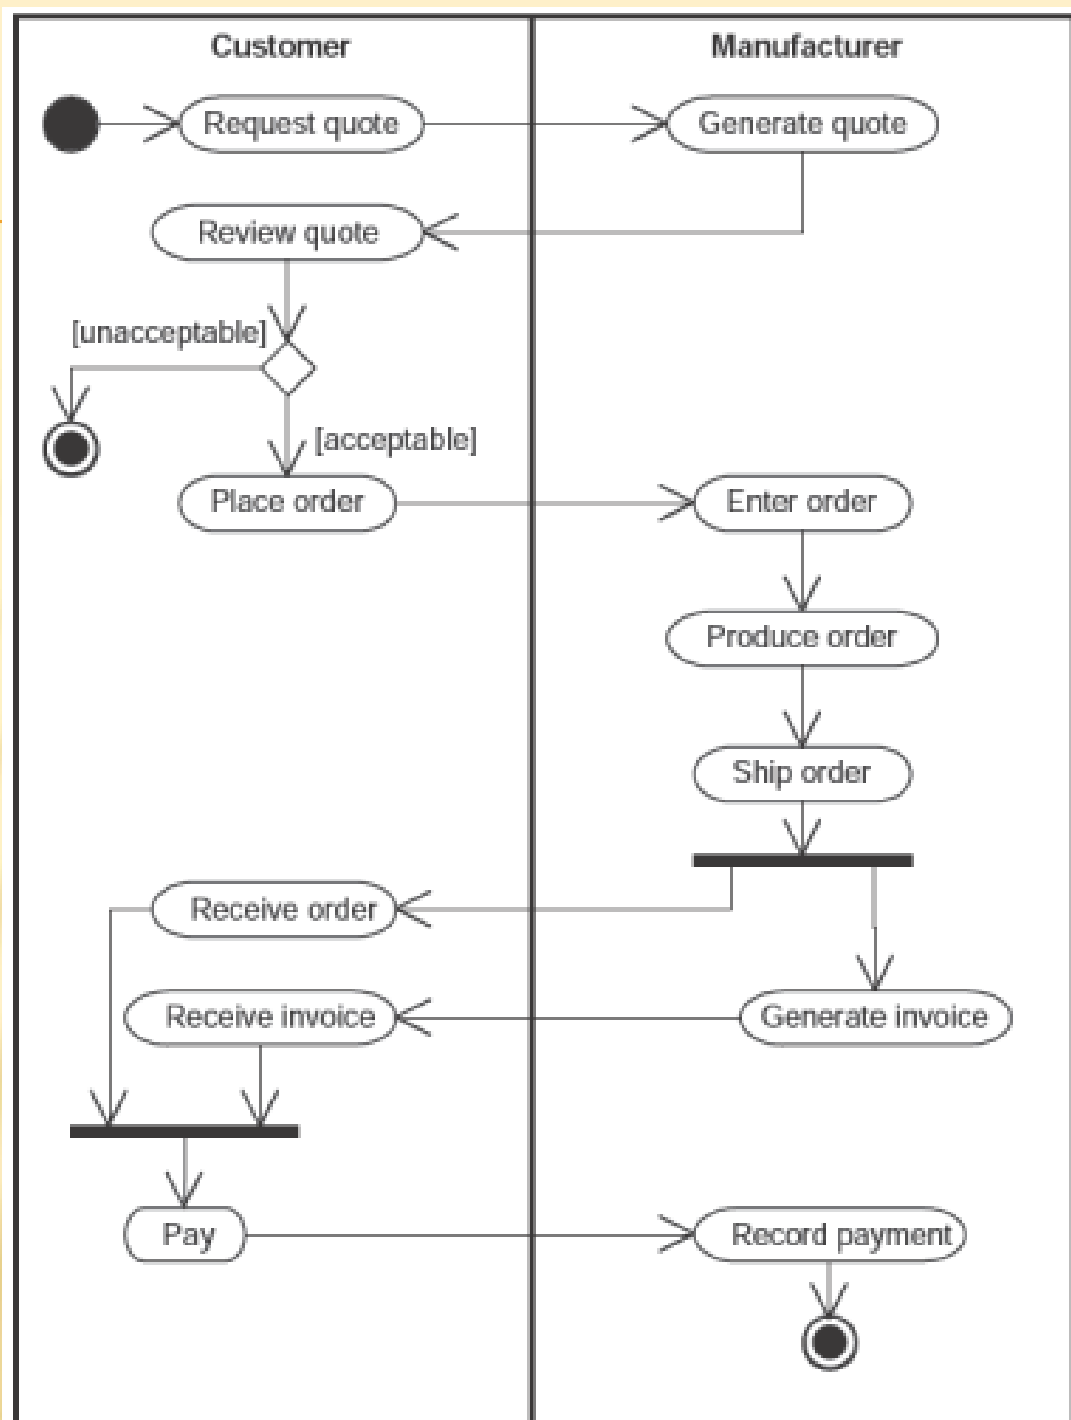 Customer
Manufacturer
Request quote
Generate quote
Review quote
[unacceptable]
[acceptable]
Place order
Enter order
Produce order
Ship order
Receive order
Receive invoice
Generate invoice
Pay
Record payment